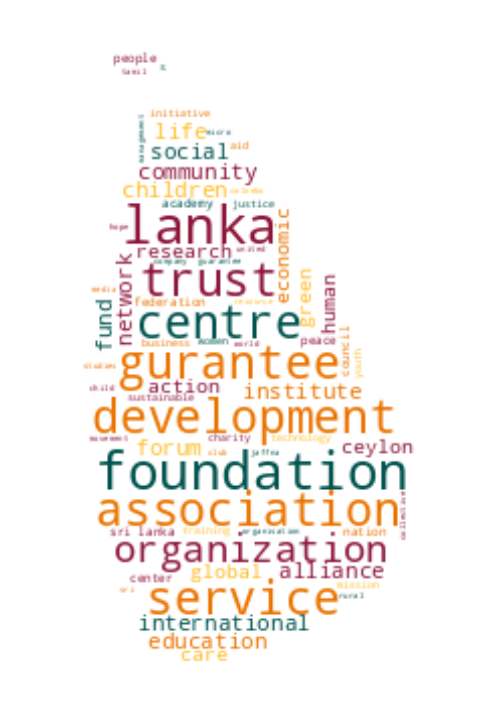 people
tamil
initiative
management
life
micro
social
aid
community
children
colombo
academy
justice
hope
lanka
economic
research
united
network
company
guarantee
trust
green
human
media
federation
resource
fund
centre
business
women
world
peace
council
youth
studies
gurantee
child
action
institute
sustainable
development
movement
charity
technology
forum
club
jaffna
ceylon
foundation
association
collective
sri lanka
training
organisation
nation
organization
center
global
alliance
sri
mission
service
rural
international
education
care